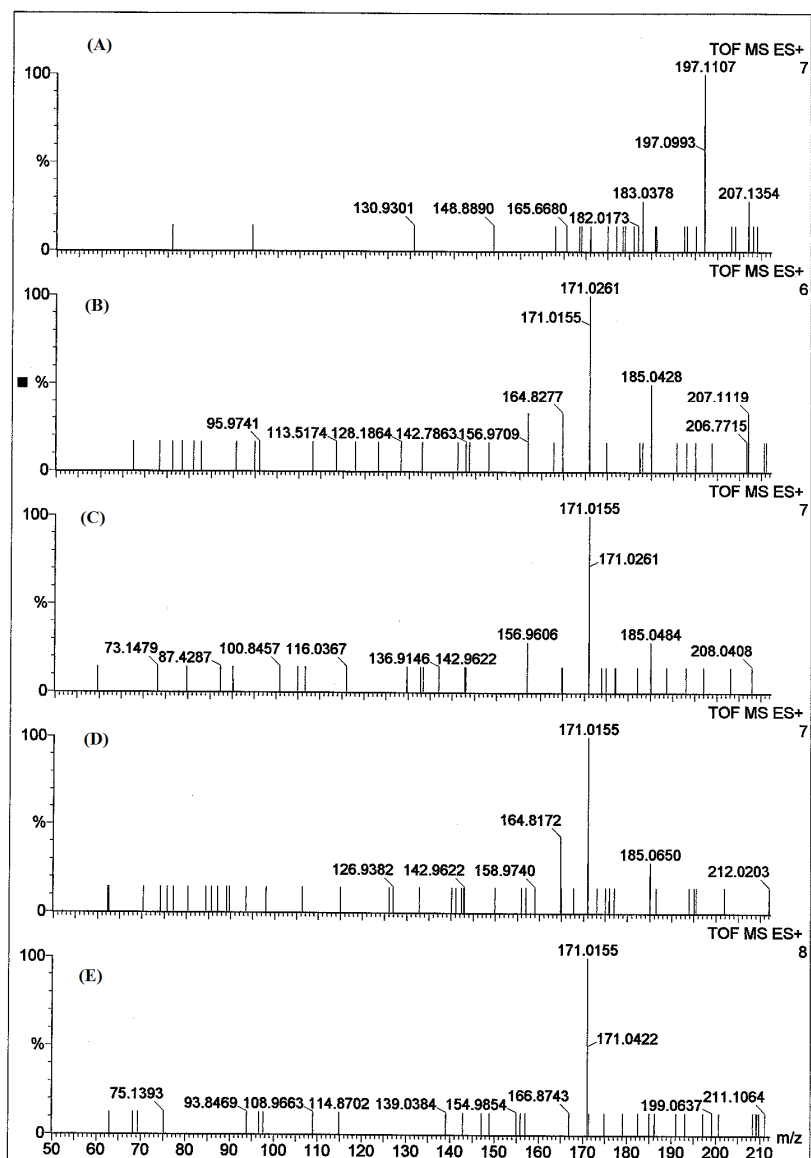 (A)
TOF MS ES+
100 197.1107 7
% 197.0993
130.9301 148.8890 165.6680 182.0173 183.0378 207.1354
0
TOF MS ES+
100 171.0261 6
(B)
171.0155
% 164.8277 185.0428 207.1119
95.9741 113.5174 128.1864 142.7863 156.9709 206.7715
0
TOF MS ES+
100 171.0155 7
(C)
171.0261
%
73.1479 87.4287 100.8457 116.0367 136.9146 142.9622 156.9606 185.0484 208.0408
0
TOF MS ES+
100 171.0155 7
(D)
164.8172
%
126.9382 142.9622 158.9740 185.0650 212.0203
0
TOF MS ES+
100 171.0155 8
(E)
% 171.0422
75.1393 93.8469 108.9663 114.8702 139.0384 154.9854 166.8743 199.0637 211.1064
0 m/z
50 60 70 80 90 100 110 120 130 140 150 160 170 180 190 200 210